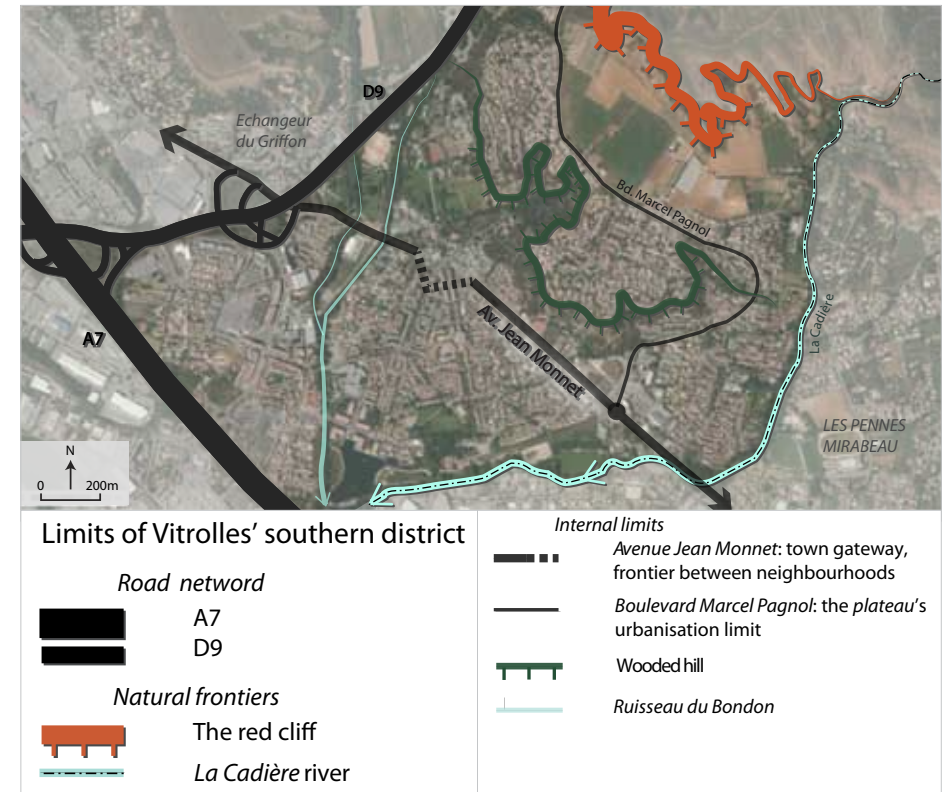 D9
Echangeur
du Griffon
Bd. Marcel Pagnol
La Cadière
Av. Jean Monnet
A7
LES PENNES
MIRABEAU
N
0 200m
Limits of Vitrolles' southern district
Road netword
A7
D9
Natural frontiers
The red cliff
La Cadière river
Internal limits
Avenue Jean Monnet: town gateway,
frontier between neighbourhoods
Boulevard Marcel Pagnol: the plateau's
urbanisation limit
Wooded hill
Ruisseau du Bondon